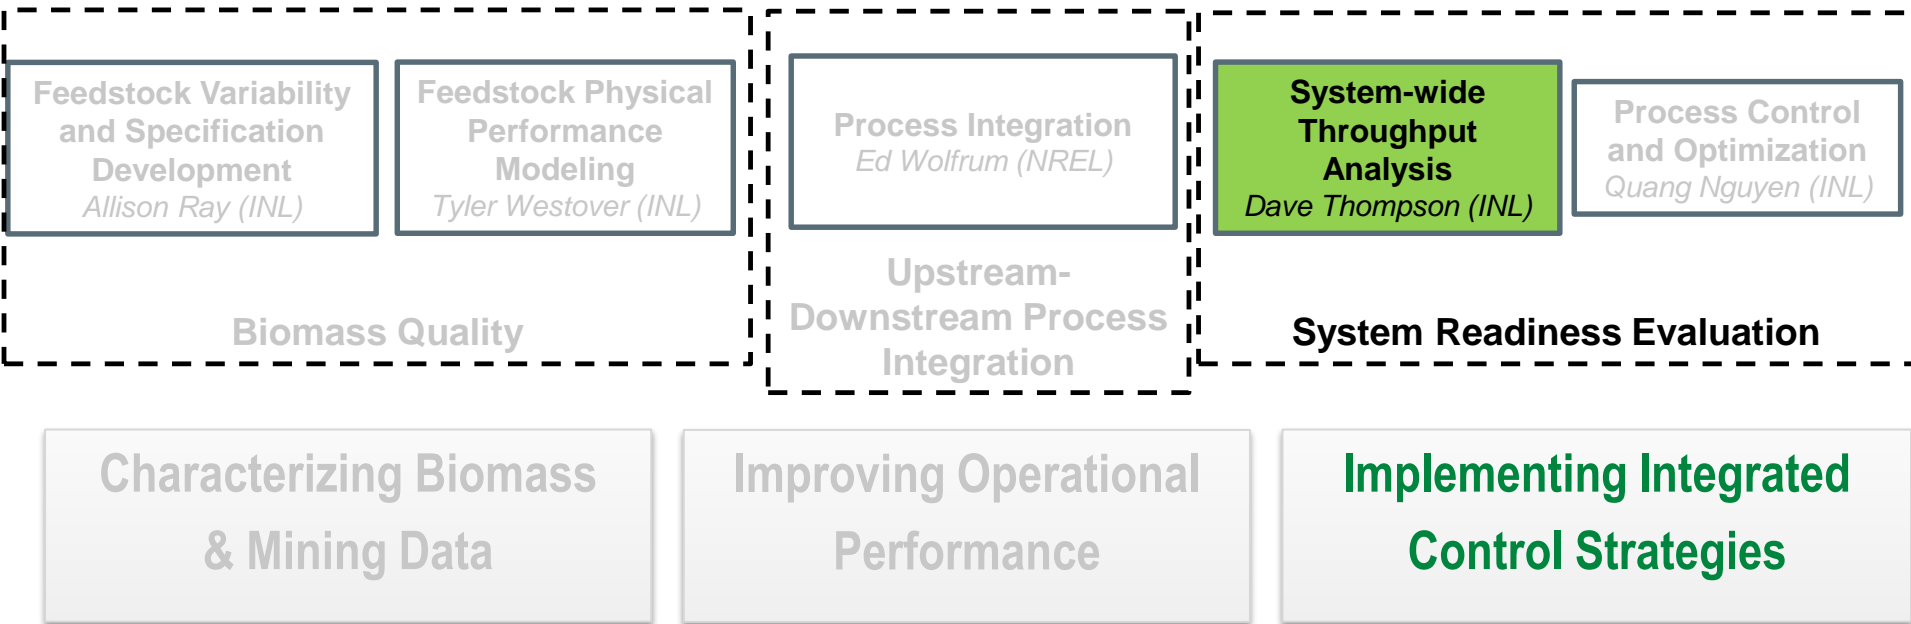 Feedstock Variability
and Specification
Development
Allison Ray (INL)
Feedstock Physical
Performance
Modeling
Tyler Westover (INL)
Biomass Quality
Process Integration
Ed Wolfrum (NREL)
Upstream-
Downstream Process
Integration
System-wide
Throughput
Analysis
Dave Thompson (INL)
Process Control
and Optimization
Quang Nguyen (INL)
System Readiness Evaluation
Characterizing Biomass
& Mining Data
Improving Operational
Performance
Implementing Integrated
Control Strategies